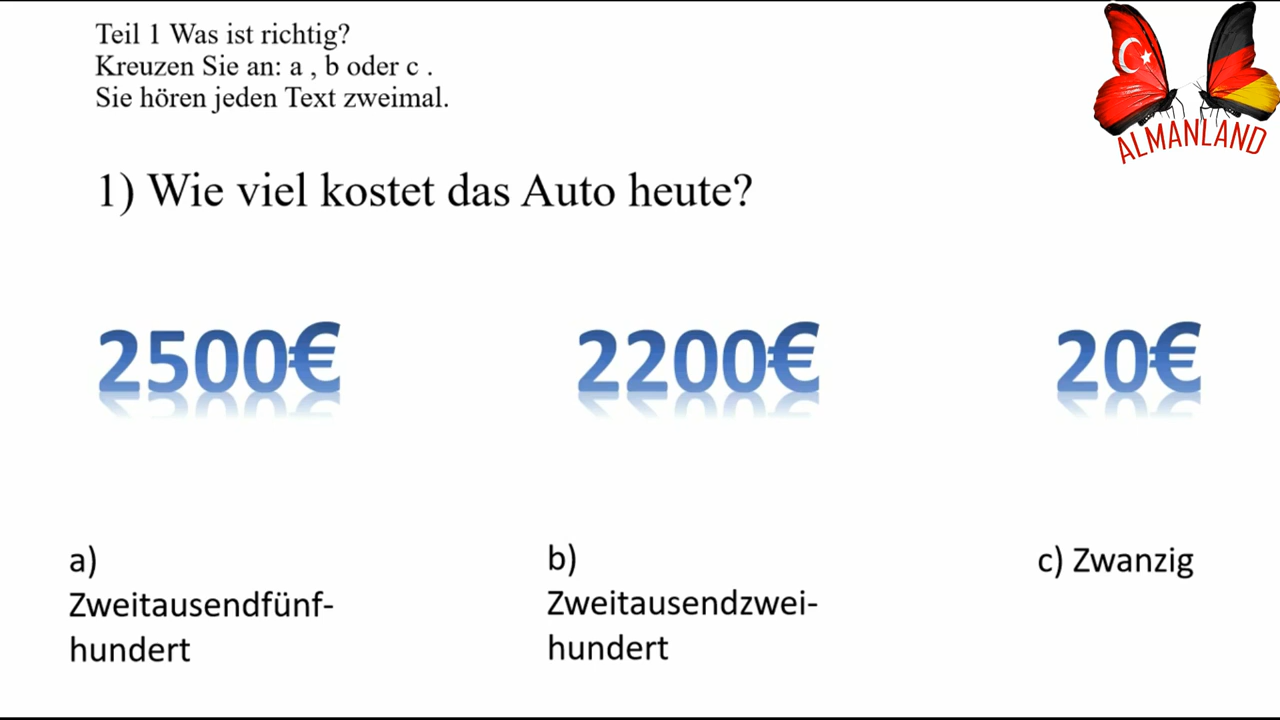 Teil 1 Was ist richtig?
Kreuzen Sie an: a , b oder c .
Sie hören jeden Text zweimal.
ALMANLAND
1) Wie viel kostet das Auto heute?
2500€
2200€
20€
a)
Zweitausendfünf-
hundert
b)
Zweitausendzwei-
hundert
c) Zwanzig